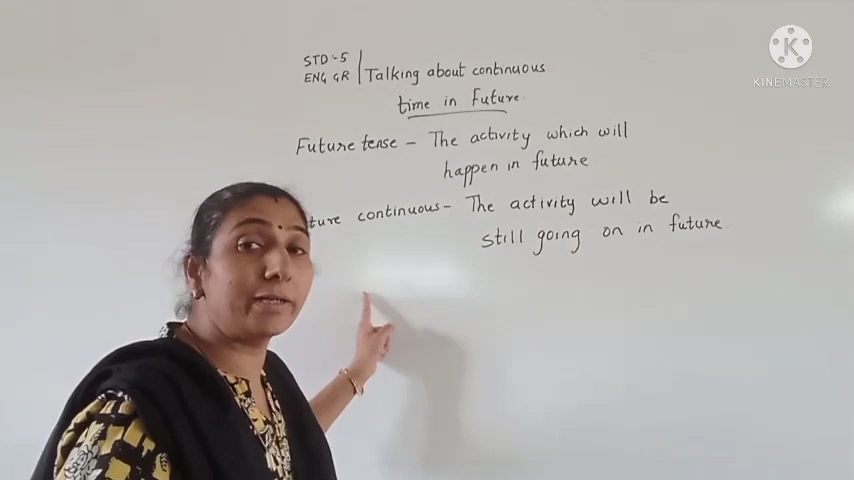 STD :- 5
ENG GR
Talking about continuous
time in future.
Future tense - The activity which will
happen in future
continuous - The activity will be
still going on in future
K
KINEMASTER